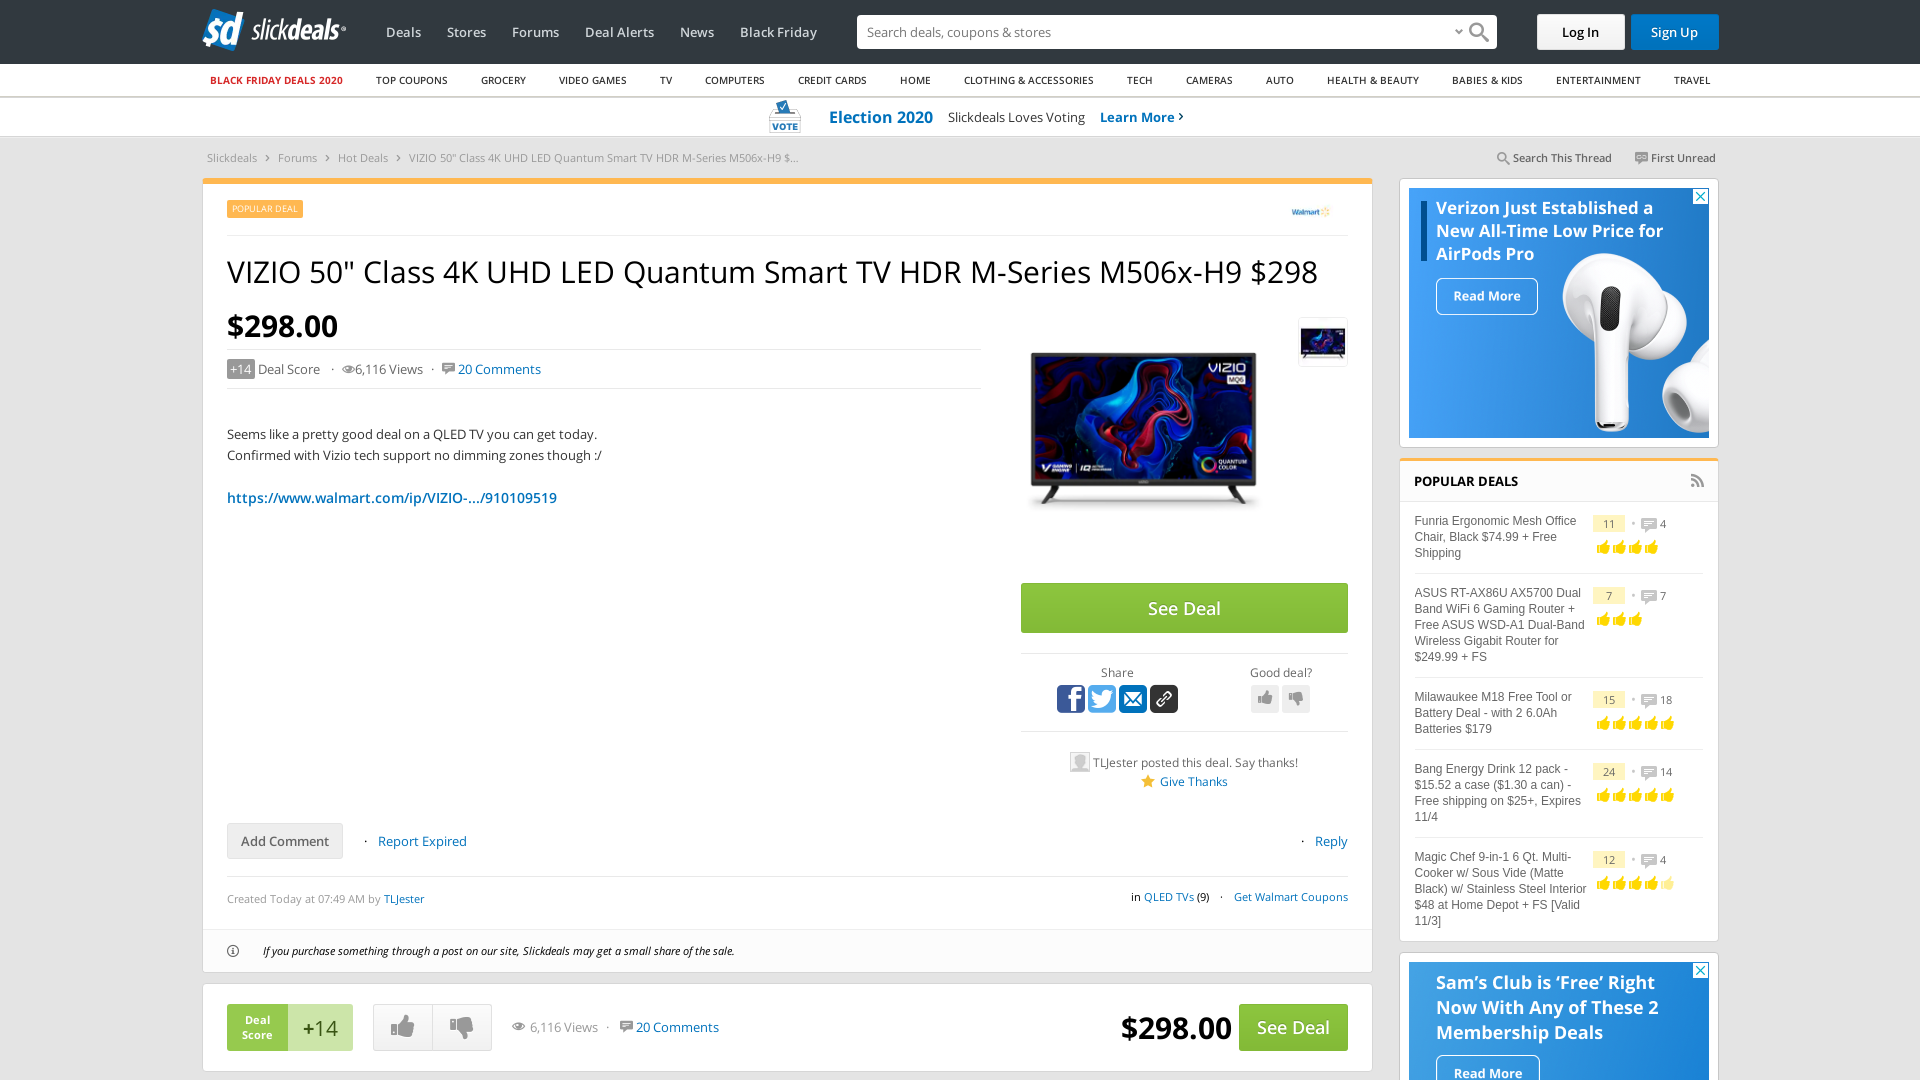 slickdeals
Deals
Stores
Forums
Deal Alerts
News
Black Friday
Search deals, coupons & shops
Log In
Sign Up
BLACK FRIDAY DEALS 2020
TOP COUPONS
GROCERY
VIDEO GAMES
TV
COMPUTERS
CREDIT CARDS
HOME
CLOTHING & ACCESSORIES
TECH
CAMERAS
AUTO
HEALTH & BEAUTY
BABIES & KIDS
ENTERTAINMENT
TRAVEL
VOTE
Election 2020 Slickdeals Loves Voting Learn More
Slickdeals > Forums > Hot Deals > VIZIO 50" Class 4K UHD LED Quantum Smart TV HDR M-Series M506x-H9 $...
Search This Thread
First Unread
POPULAR DEAL
Walmart
VIZIO 50" Class 4K UHD LED Quantum Smart TV HDR M-Series M506x-H9 $298
$298.00
+14 Deal Score · 6,116 Views · 20 Comments
Seems like a pretty good deal on a QLED TV you can get today.
Confirmed with Vizio tech support no dimming zones though :/
https://www.walmart.com/ip/VIZIO-.../910109519
VIZIO
MQ6
V GAMING ENGINE
IQ
QUANTUM COLOR
See Deal
Share
Good deal?
TLJester posted this deal. Say thanks!
Give Thanks
Add Comment
· Report Expired
· Reply
Created Today at 07:49 AM by TLJester
in QLED TVs (9) · Get Walmart Coupons
If you purchase something through a post on our site, Slickdeals may get a small share of the sale.
Deal Score
+14
6,116 Views · 20 Comments
$298.00
See Deal
Verizon Just Established a
New All-Time Low Price for
AirPods Pro
Read More
POPULAR DEALS
Funria Ergonomic Mesh Office
Chair, Black $74.99 + Free
Shipping
11 • 4
ASUS RT-AX86U AX5700 Dual
Band WiFi 6 Gaming Router +
Free ASUS WSD-A1 Dual-Band
Wireless Gigabit Router for
$249.99 + FS
7 • 7
Milawaukee M18 Free Tool or
Battery Deal - with 2 6.0Ah
Batteries $179
15 • 18
Bang Energy Drink 12 pack -
$15.52 a case ($1.30 a can) -
Free shipping on $25+, Expires
11/4
24 • 14
Magic Chef 9-in-1 6 Qt. Multi-
Cooker w/ Sous Vide (Matte
Black) w/ Stainless Steel Interior
$48 at Home Depot + FS [Valid
11/3]
12 • 4
Sam's Club is 'Free' Right
Now With Any of These 2
Membership Deals
Read More